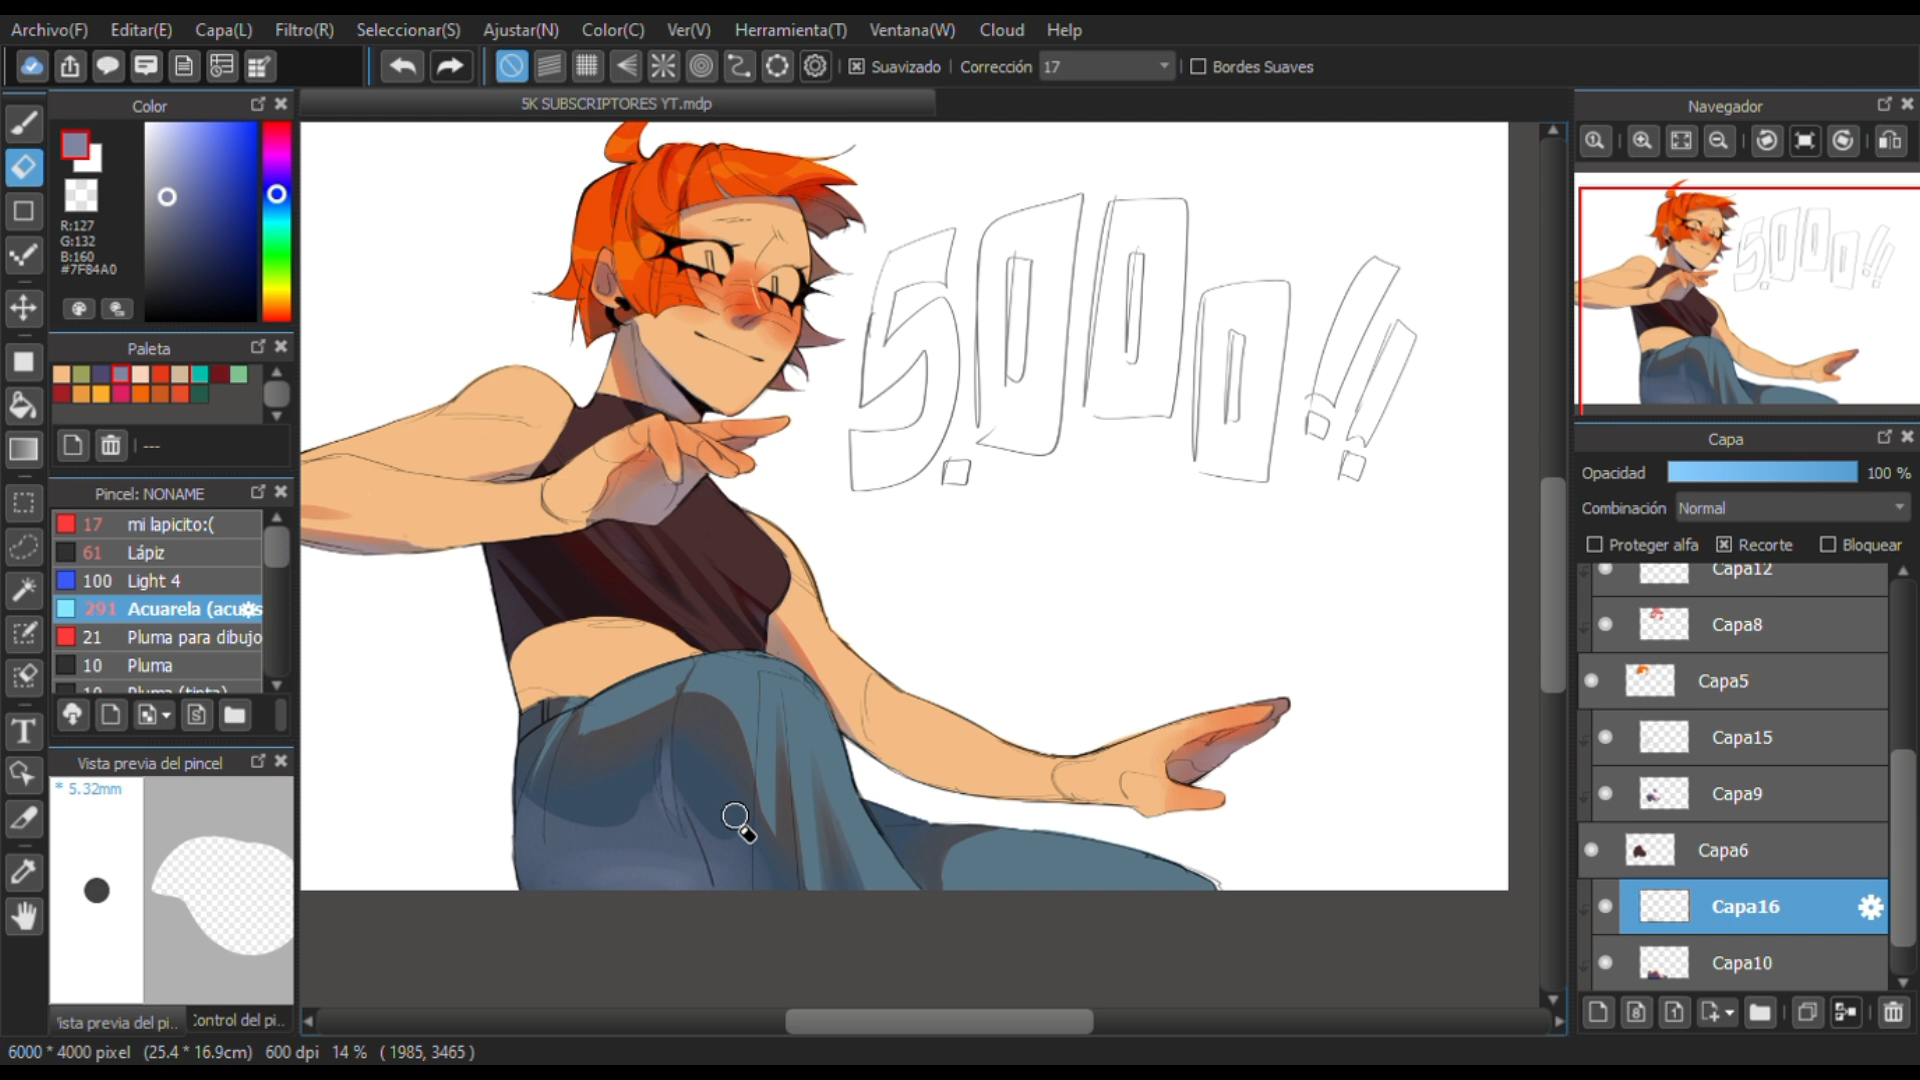 Archivo(F) Editar(E) Capa(L) Filtro(R) Seleccionar(S) Ajustar(N) Color(C) Ver(V) Herramienta(T) Ventana(W) Cloud Help
Suavizado Corrección 17 Bordes Suaves
Color
R:127
G:132
B:160
#7F84A0
Paleta
---
Pincel: NONAME
17 mi lapicito:(
61 Lápiz
100 Light 4
291 Acuarela (acua
21 Pluma para dibujo
10 Pluma
10 Pluma (tinta)
Vista previa del pincel
* 5.32mm
ista previa del pi.. Control del pi..
5K SUBSCRIPTORES YT.mdp
5.000!!
Navegador
Capa
Opacidad 100 %
Combinación Normal
Proteger alfa Recorte Bloquear
Capa12
Capa8
Capa5
Capa15
Capa9
Capa6
Capa16
Capa10
6000 * 4000 pixel (25.4 * 16.9cm) 600 dpi 14 % ( 1985, 3465 )